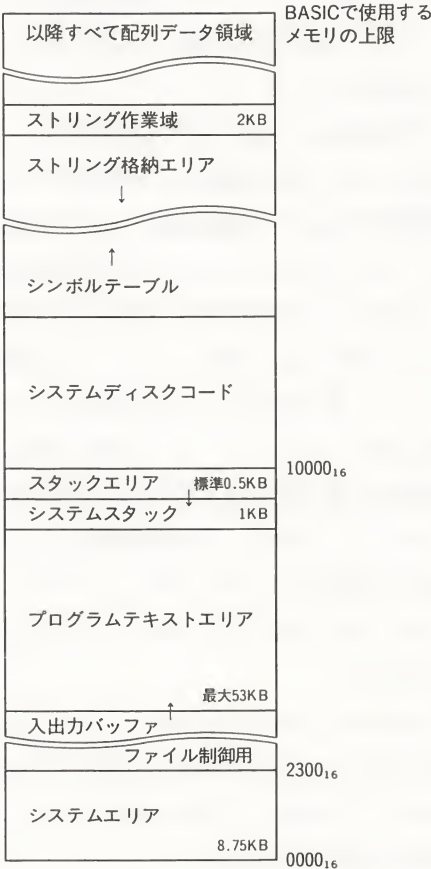 BASICで使用する
メモリの上限
以降すべて配列データ領域
ストリング作業域 2KB
ストリング格納エリア
↓
↑
シンボルテーブル
システムディスクコード
10000₁₆
スタックエリア 標準0.5KB
↓
システムスタック 1KB
プログラムテキストエリア
最大53KB
↑
入出力バッファ
ファイル制御用
2300₁₆
システムエリア
8.75KB
0000₁₆